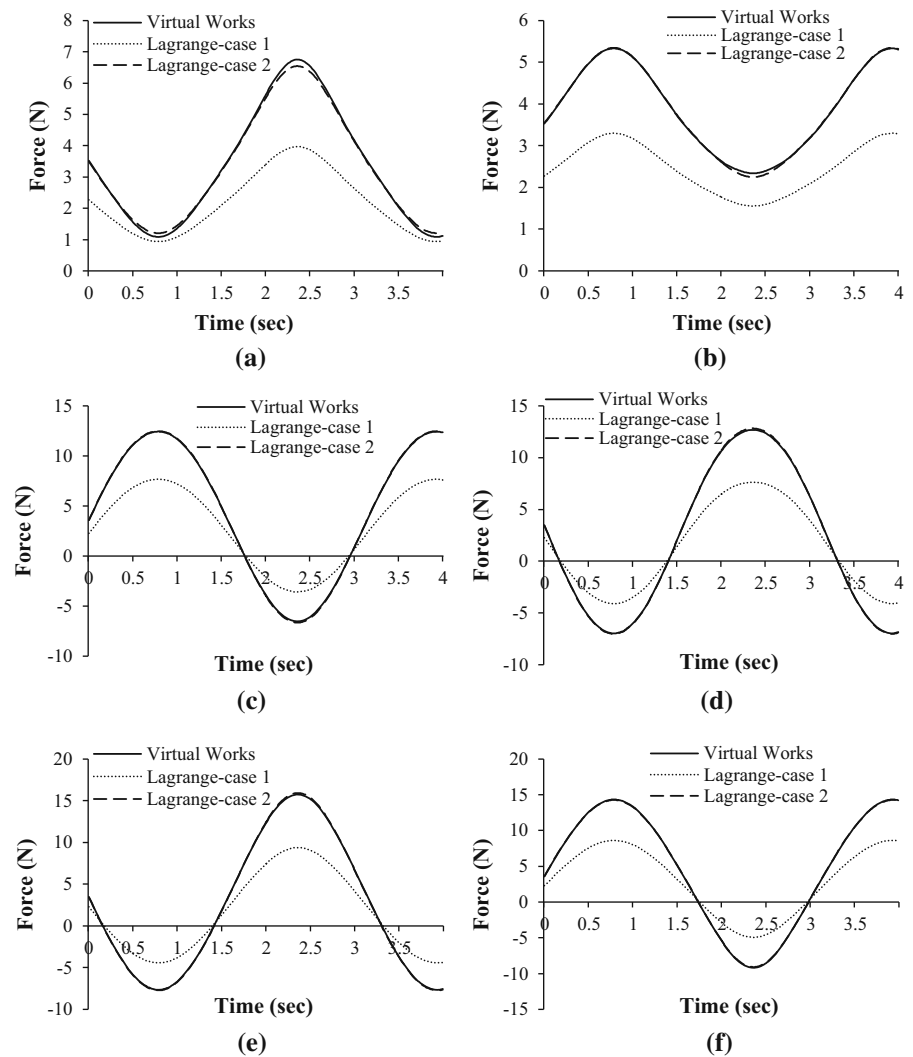 Virtual Works
Lagrange-case 1
Lagrange-case 2
8
7
6
5
4
3
2
1
0
Force (N)
0 0.5 1 1.5 2 2.5 3 3.5
Time (sec)
(a)
Virtual Works
Lagrange-case 1
Lagrange-case 2
6
5
4
3
2
1
0
Force (N)
0 0.5 1 1.5 2 2.5 3 3.5 4
Time (sec)
(b)
Virtual Works
Lagrange-case 1
Lagrange-case 2
15
10
5
0
-5
-10
Force (N)
0 0.5 1 1.5 2 2.5 3 3.5 4
Time (sec)
(c)
Virtual Works
Lagrange-case 1
Lagrange-case 2
15
10
5
0
-5
-10
Force (N)
0 0.5 1 1.5 2 2.5 3 3.5 4
Time (sec)
(d)
Virtual Works
Lagrange-case 1
Lagrange-case 2
20
15
10
5
0
-5
-10
Force (N)
0 0.5 1 1.5 2 2.5 3 3.5
Time (sec)
(e)
Virtual Works
Lagrange-case 1
Lagrange-case 2
20
15
10
5
0
-5
-10
-15
Force (N)
0 0.5 1 1.5 2 2.5 3 3.5
Time (sec)
(f)